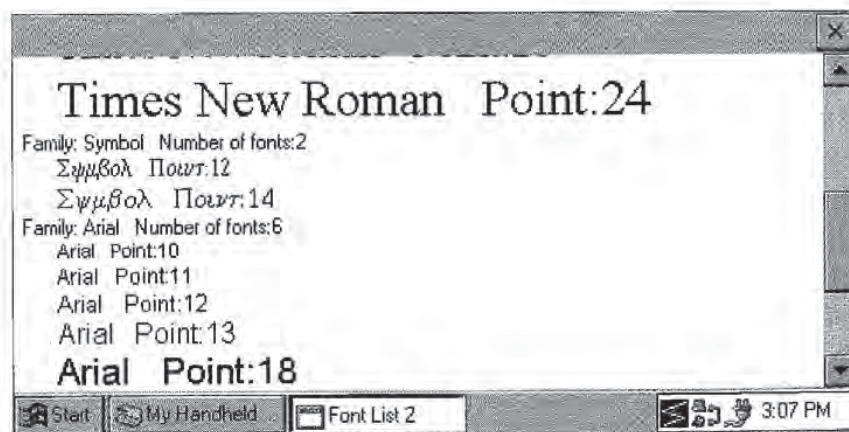 Times New Roman Point:24
Family: Symbol Number of fonts:2
Σψμβολ Ποιντ:12
Σψμβολ Ποιντ:14
Family: Arial Number of fonts:6
Arial Point:10
Arial Point:11
Arial Point:12
Arial Point:13
Arial Point:18
Start My Handheld ... Font List 2 3:07 PM